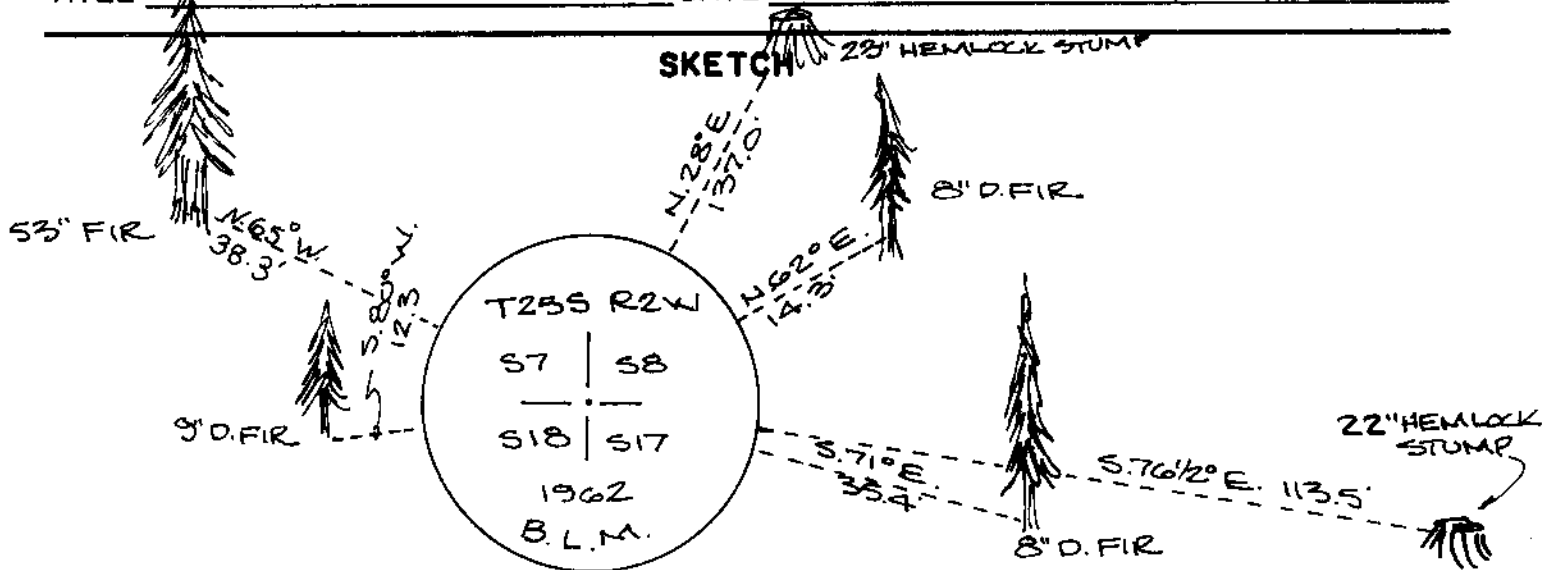 SKETCH
23" HEMLOCK STUMP
N.28°E
137.0'
8" D.FIR.
53" FIR
N.65°W.
38.3'
N62°E.
14.3'
S.80°W.
12.3
T25S R2W
S7 | S8
S18 | S17
1962
B.L.M.
9" D.FIR
S.71°E.
35.4'
8" D.FIR
S.76½°E. 113.5'
22" HEMLOCK
STUMP